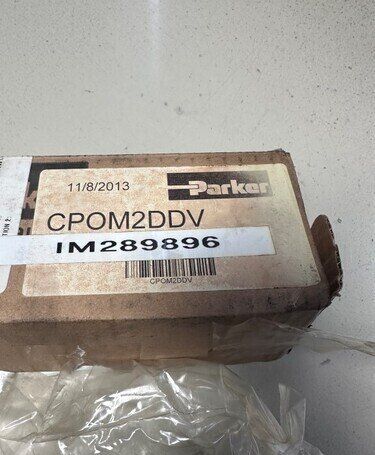 11/8/2013
Parker
CPOM2DDV
IM289896
CPOM2DDV